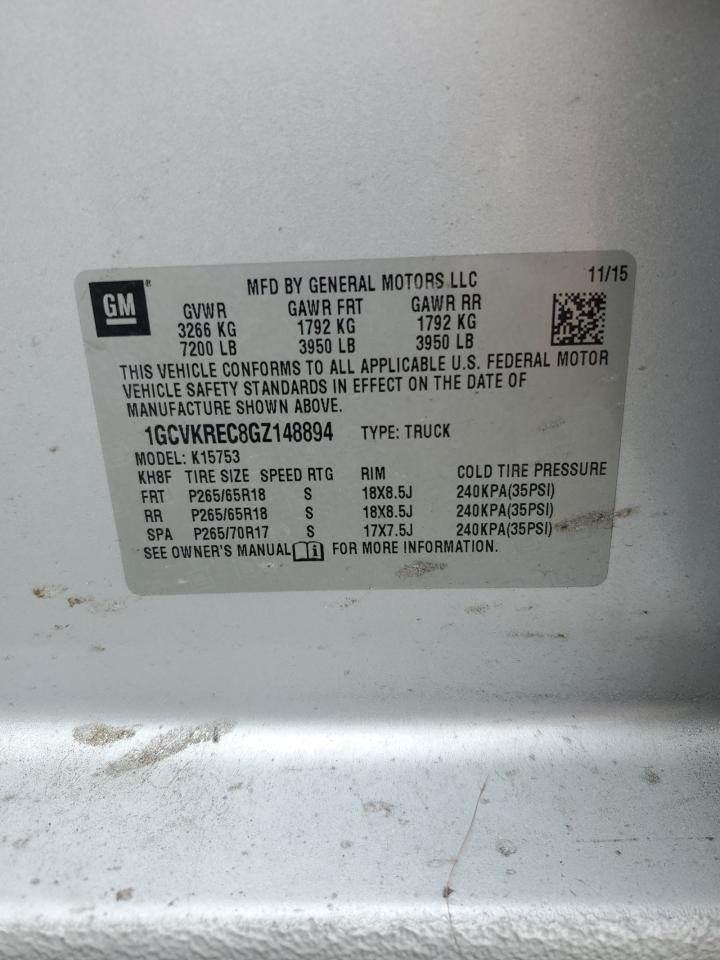 GM ®
MFD BY GENERAL MOTORS LLC 11/15
GVWR GAWR FRT GAWR RR
3266 KG 1792 KG 1792 KG
7200 LB 3950 LB 3950 LB
THIS VEHICLE CONFORMS TO ALL APPLICABLE U.S. FEDERAL MOTOR
VEHICLE SAFETY STANDARDS IN EFFECT ON THE DATE OF
MANUFACTURE SHOWN ABOVE.
1GCVKREC8GZ148894 TYPE: TRUCK
MODEL: K15753
KH8F TIRE SIZE SPEED RTG RIM COLD TIRE PRESSURE
FRT P265/65R18 S 18X8.5J 240KPA(35PSI)
RR P265/65R18 S 18X8.5J 240KPA(35PSI)
SPA P265/70R17 S 17X7.5J 240KPA(35PSI)
SEE OWNER'S MANUAL i FOR MORE INFORMATION.